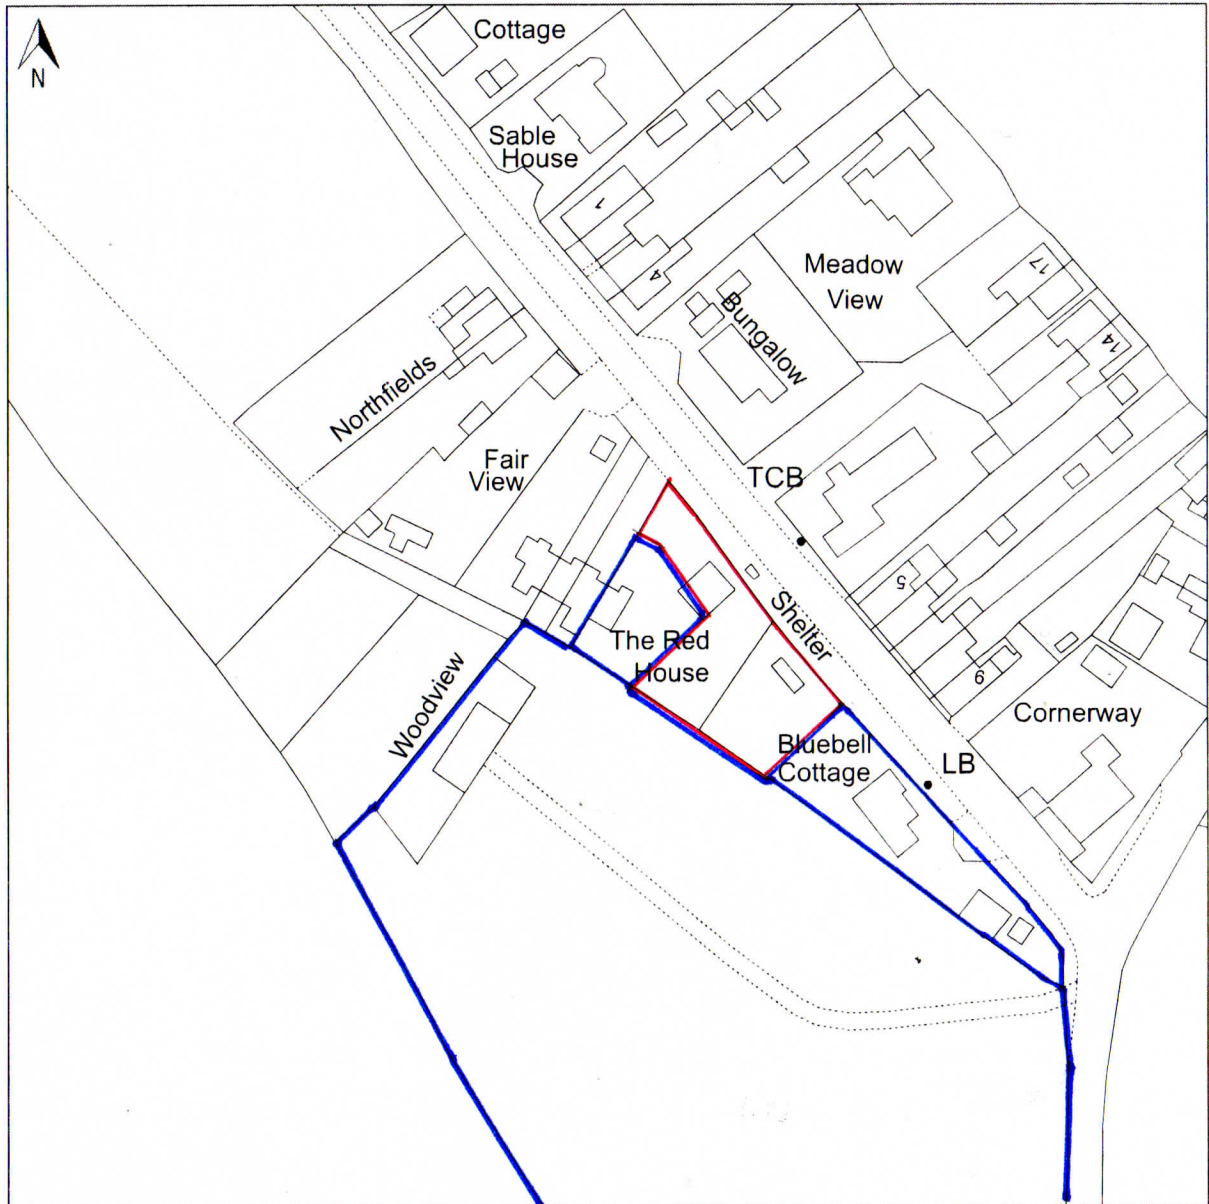 Cottage
N
Sable
House
1
4
Meadow
View
17
Bungalow
14
Northfields
Fair
View
TCB
5
Shelter
The Red
House
9
Woodview
Cornerway
Bluebell
Cottage
LB